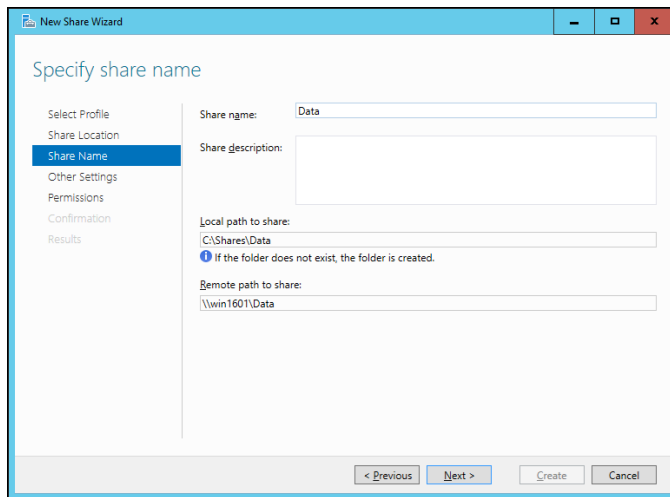 New Share Wizard
Specify share name
Select Profile
Share Location
Share Name
Other Settings
Permissions
Confirmation
Results
Share name:
Data
Share description:
Local path to share:
C:\Shares\Data
If the folder does not exist, the folder is created.
Remote path to share:
\\win1601\Data
< Previous
Next >
Create
Cancel